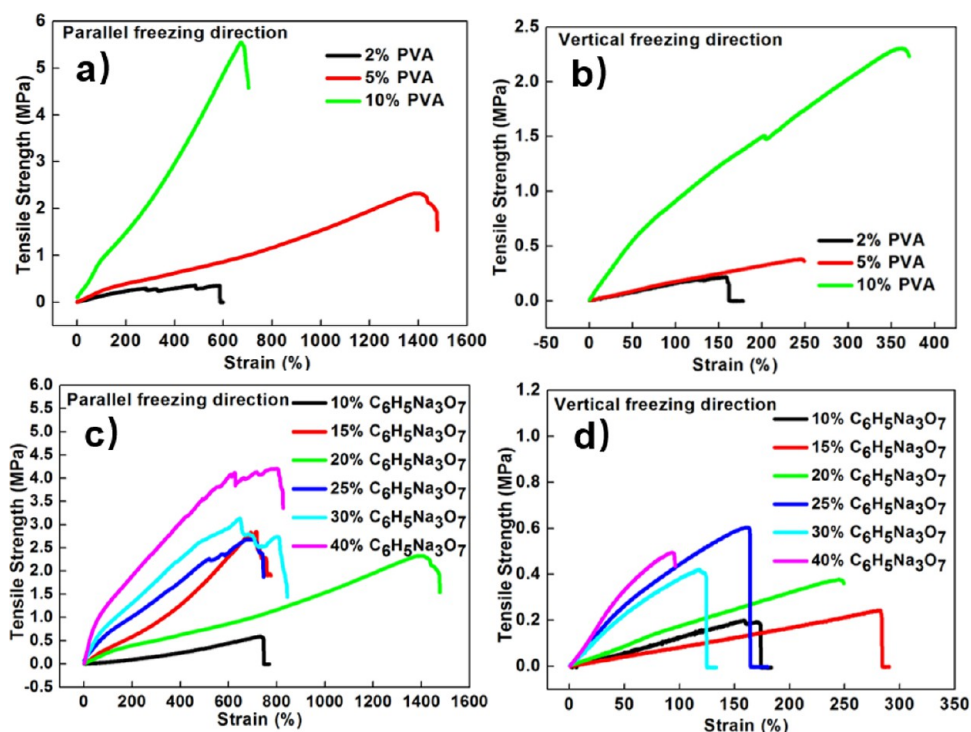 a)
Parallel freezing direction
2% PVA
5% PVA
10% PVA
Tensile Strength (MPa)
6
5
4
3
2
1
0
0 200 400 600 800 1000 1200 1400 1600
Strain (%)
b)
Vertical freezing direction
2% PVA
5% PVA
10% PVA
Tensile Strength (MPa)
2.5
2.0
1.5
1.0
0.5
0.0
-50 0 50 100 150 200 250 300 350 400
Strain (%)
c)
Parallel freezing direction
10% C₆H₅Na₃O₇
15% C₆H₅Na₃O₇
20% C₆H₅Na₃O₇
25% C₆H₅Na₃O₇
30% C₆H₅Na₃O₇
40% C₆H₅Na₃O₇
Tensile Strength (MPa)
6.0
5.5
5.0
4.5
4.0
3.5
3.0
2.5
2.0
1.5
1.0
0.5
0.0
-0.5
0 200 400 600 800 1000 1200 1400 1600
Strain (%)
d)
Vertical freezing direction
10% C₆H₅Na₃O₇
15% C₆H₅Na₃O₇
20% C₆H₅Na₃O₇
25% C₆H₅Na₃O₇
30% C₆H₅Na₃O₇
40% C₆H₅Na₃O₇
Tensile Strength (MPa)
1.2
1.0
0.8
0.6
0.4
0.2
0.0
0 50 100 150 200 250 300 350
Strain (%)